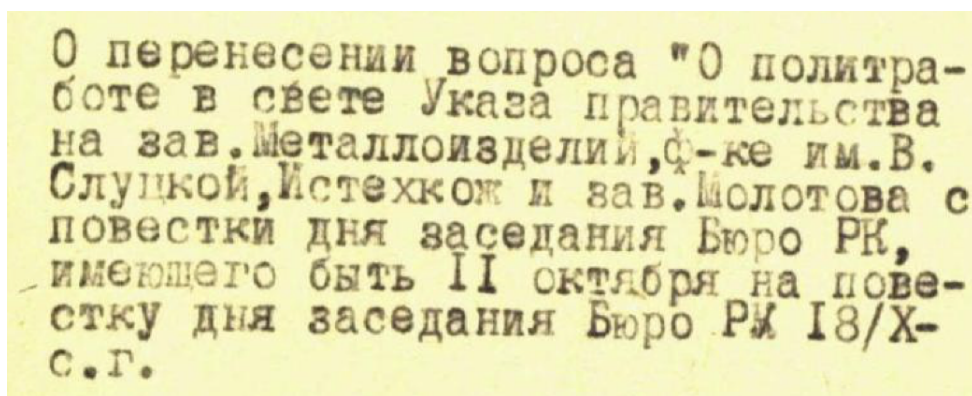 О перенесении вопроса "О политра-
боте в свете Указа правительства
на зав.Металлоизделий,ф-ке им.В.
Слуцкой,Истехкож и зав.Молотова с
повестки дня заседания Бюро РК,
имеющего быть II октября на пове-
стку дня заседания Бюро РК I8/X-
с.г.